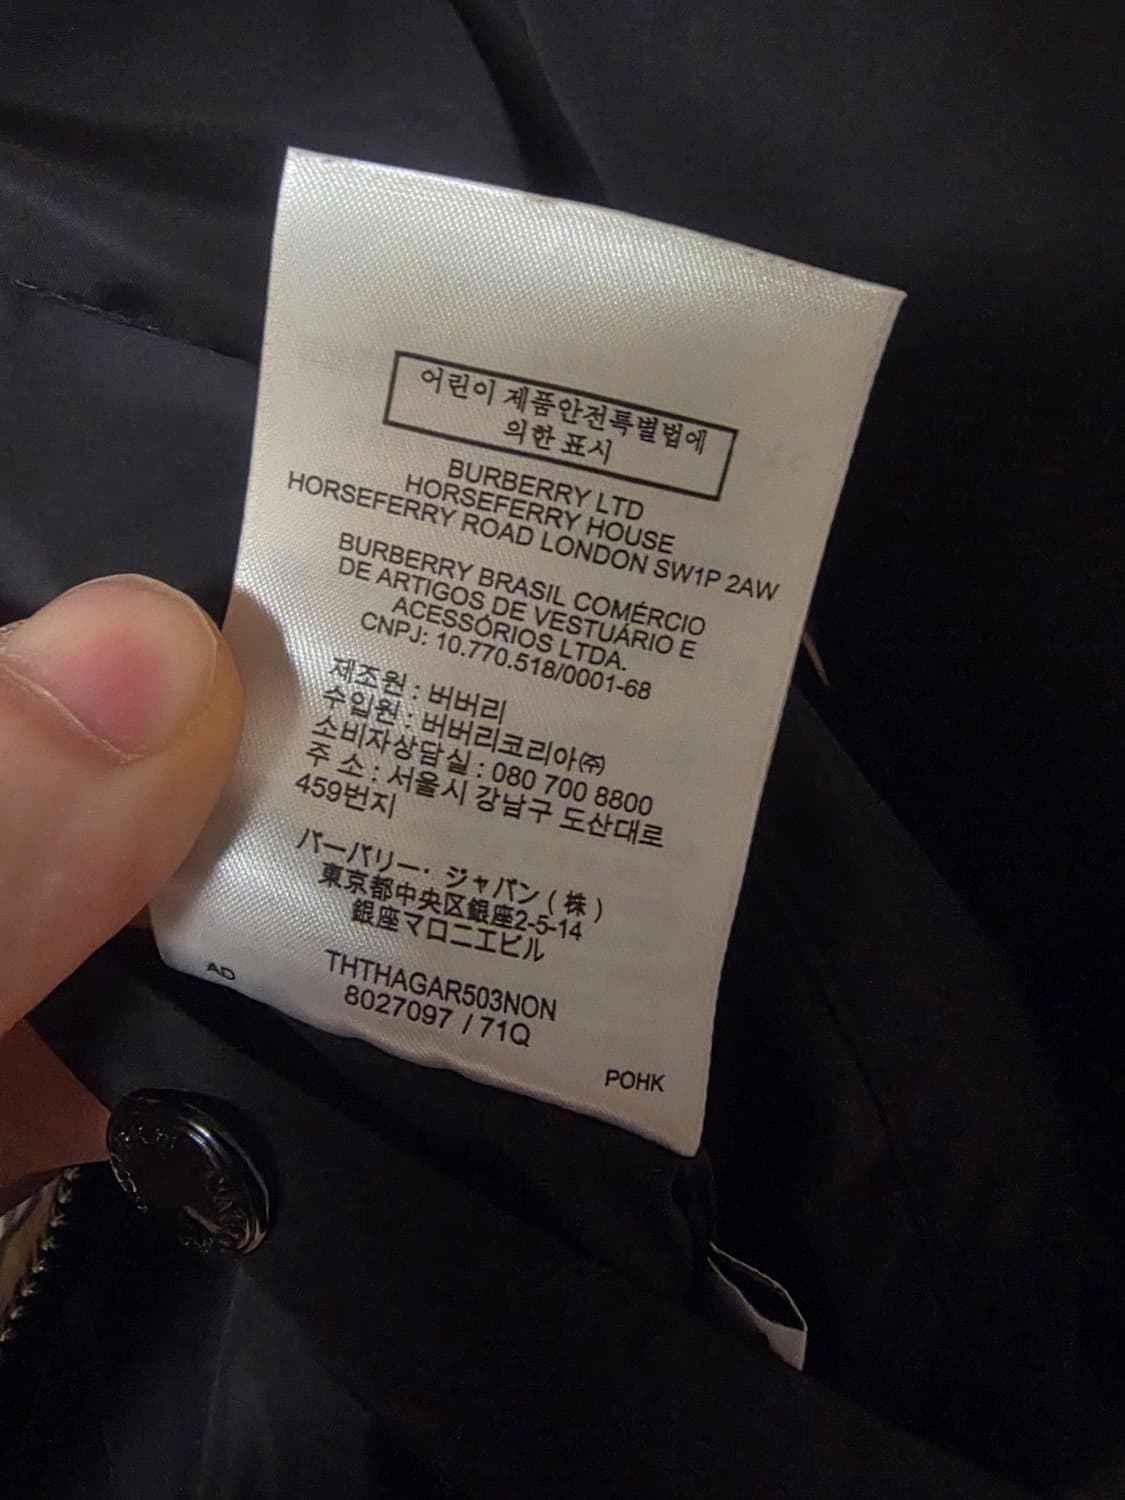 어린이 제품안전특별법에
의한 표시
BURBERRY LTD
HORSEFERRY HOUSE
HORSEFERRY ROAD LONDON SW1P 2AW
BURBERRY BRASIL COMÉRCIO
DE ARTIGOS DE VESTUÁRIO E
ACESSÓRIOS LTDA.
CNPJ: 10.770.518/0001-68
제조원 : 버버리
수입원 : 버버리코리아㈜
소비자상담실 : 080 700 8800
주 소 : 서울시 강남구 도산대로
459번지
バーバリー・ジャパン ( 株 )
東京都中央区銀座2-5-14
銀座マロニエビル
THTHAGAR503NON
8027097 / 71Q
AD
POHK